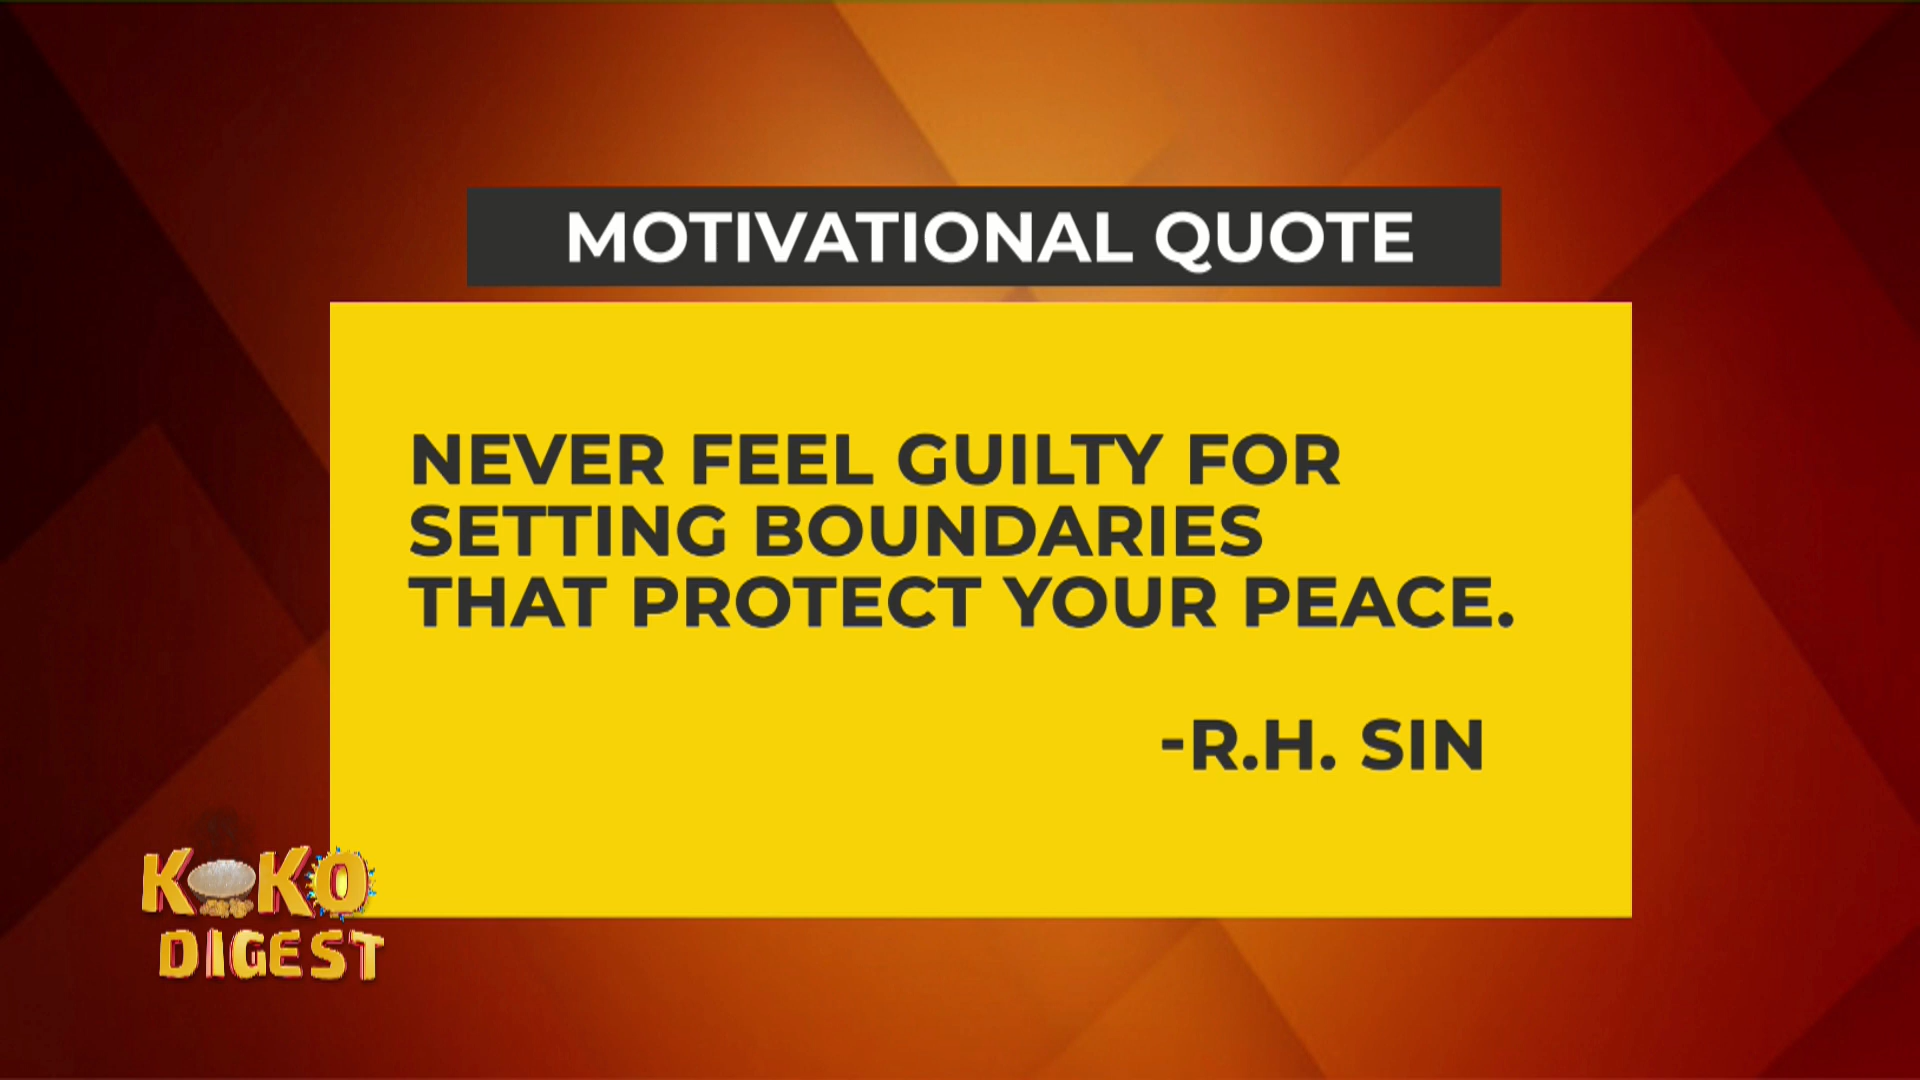 MOTIVATIONAL QUOTE
NEVER FEEL GUILTY FOR
SETTING BOUNDARIES
THAT PROTECT YOUR PEACE.
-R.H. SIN
KOKO
DIGEST